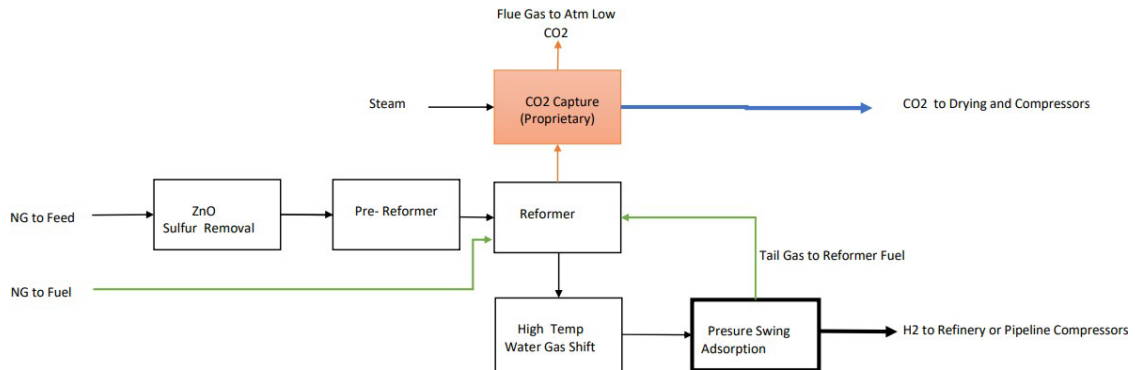 Flue Gas to Atm Low
CO2
Steam
CO2 Capture
(Proprietary)
CO2 to Drying and Compressors
NG to Feed
ZnO
Sulfur Removal
Pre- Reformer
Reformer
Tail Gas to Reformer Fuel
NG to Fuel
High Temp
Water Gas Shift
Presure Swing
Adsorption
H2 to Refinery or Pipeline Compressors